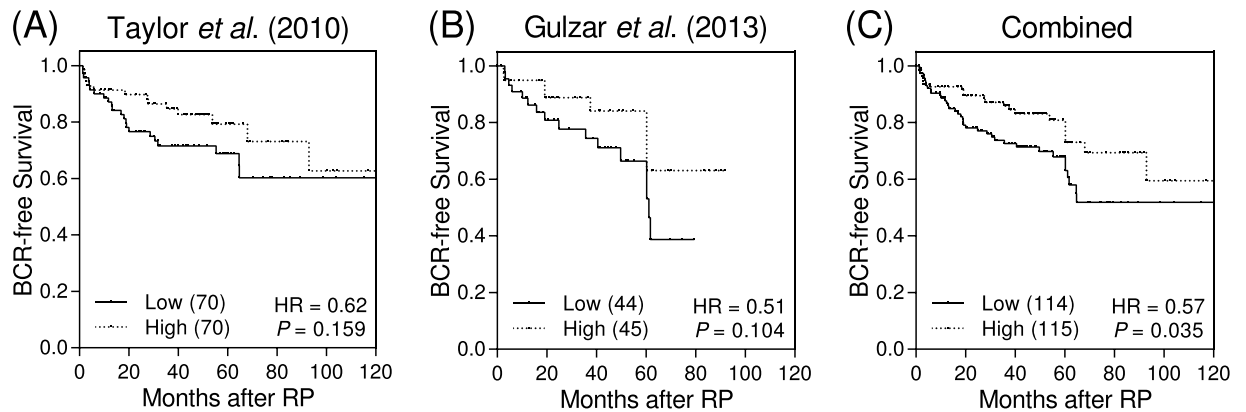 (A) Taylor et al. (2010)
BCR-free Survival
1.0
0.8
0.6
0.4
0.2
0.0
Low (70)
High (70)
HR = 0.62
P = 0.159
0 20 40 60 80 100 120
Months after RP
(B) Gulzar et al. (2013)
BCR-free Survival
1.0
0.8
0.6
0.4
0.2
0.0
Low (44)
High (45)
HR = 0.51
P = 0.104
0 20 40 60 80 100 120
Months after RP
(C) Combined
BCR-free Survival
1.0
0.8
0.6
0.4
0.2
0.0
Low (114)
High (115)
HR = 0.57
P = 0.035
0 20 40 60 80 100 120
Months after RP